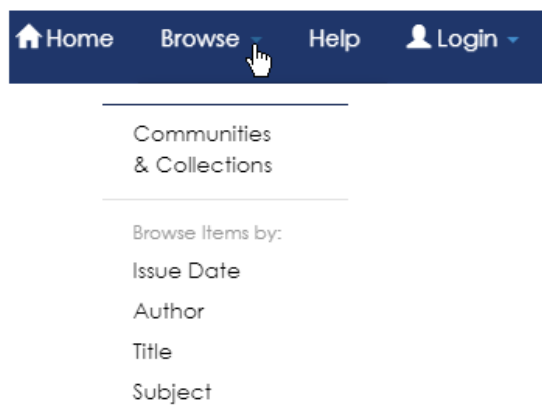 Home Browse Help Login
Communities
& Collections
Browse Items by:
Issue Date
Author
Title
Subject